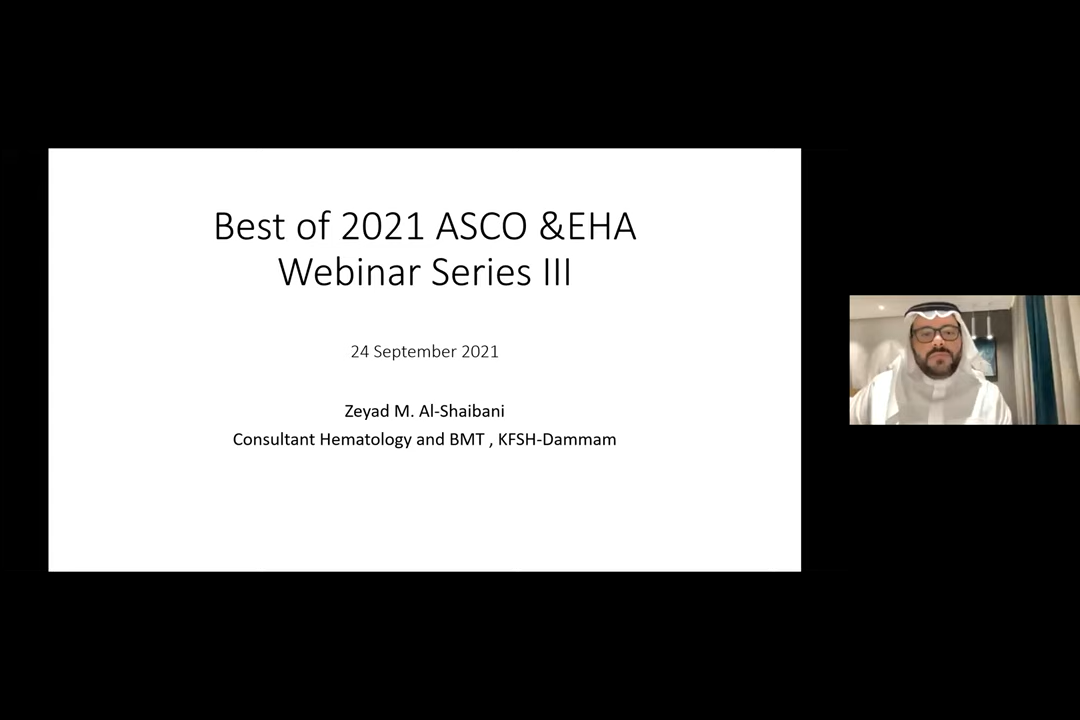 Best of 2021 ASCO &EHA
Webinar Series III
24 September 2021
Zeyad M. Al-Shaibani
Consultant Hematology and BMT , KFSH-Dammam